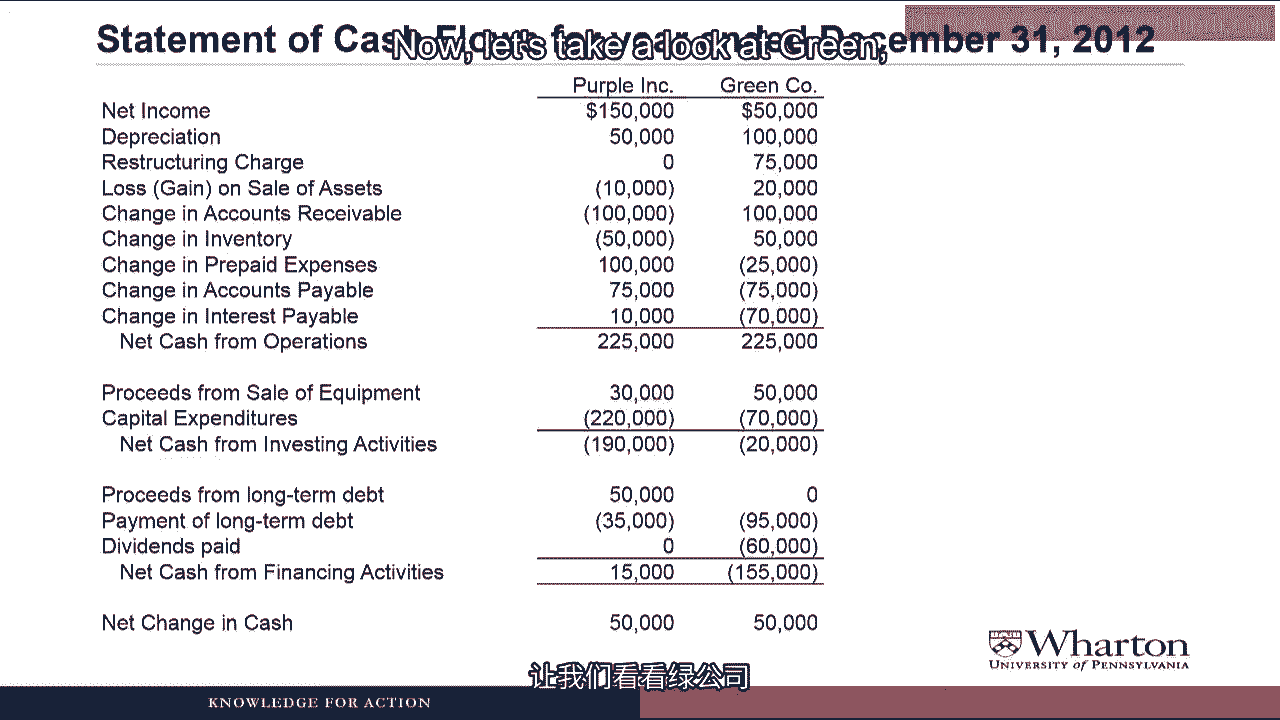 Statement of Cash Flows for year ended December 31, 2012
Now, let's take a look at Green,
Purple Inc. Green Co.
Net Income $150,000 $50,000
Depreciation 50,000 100,000
Restructuring Charge 0 75,000
Loss (Gain) on Sale of Assets (10,000) 20,000
Change in Accounts Receivable (100,000) 100,000
Change in Inventory (50,000) 50,000
Change in Prepaid Expenses 100,000 (25,000)
Change in Accounts Payable 75,000 (75,000)
Change in Interest Payable 10,000 (70,000)
Net Cash from Operations 225,000 225,000
Proceeds from Sale of Equipment 30,000 50,000
Capital Expenditures (220,000) (70,000)
Net Cash from Investing Activities (190,000) (20,000)
Proceeds from long-term debt 50,000 0
Payment of long-term debt (35,000) (95,000)
Dividends paid 0 (60,000)
Net Cash from Financing Activities 15,000 (155,000)
Net Change in Cash 50,000 50,000
Wharton
UNIVERSITY of PENNSYLVANIA
让我们看看绿公司
KNOWLEDGE FOR ACTION